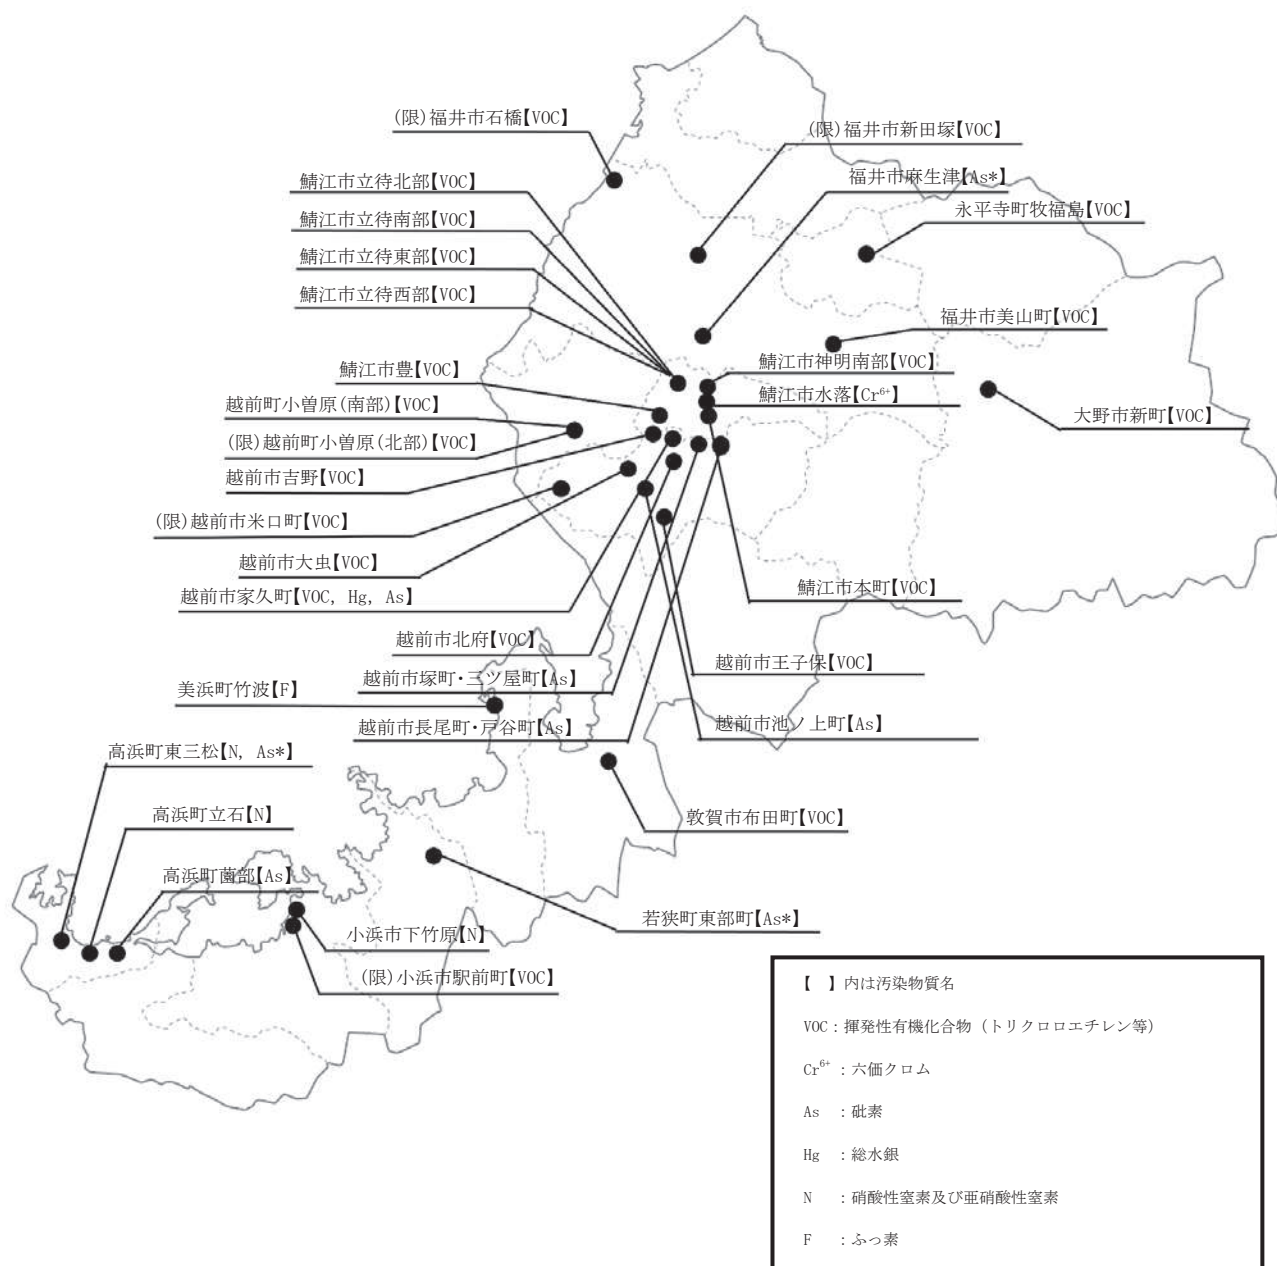 (限)福井市石橋【VOC】
(限)福井市新田塚【VOC】
鯖江市立待北部【VOC】
福井市麻生津【As*】
鯖江市立待南部【VOC】
永平寺町牧福島【VOC】
鯖江市立待東部【VOC】
鯖江市立待西部【VOC】
福井市美山町【VOC】
鯖江市豊【VOC】
鯖江市神明南部【VOC】
鯖江市水落【Cr⁶⁺】
越前町小曽原(南部)【VOC】
大野市新町【VOC】
(限)越前町小曽原(北部)【VOC】
越前市吉野【VOC】
(限)越前市米口町【VOC】
越前市大虫【VOC】
越前市家久町【VOC, Hg, As】
鯖江市本町【VOC】
越前市北府【VOC】
越前市王子保【VOC】
越前市塚町・三ツ屋町【As】
美浜町竹波【F】
越前市長尾町・戸谷町【As】
越前市池ノ上町【As】
高浜町東三松【N, As*】
高浜町立石【N】
敦賀市布田町【VOC】
高浜町薗部【As】
若狭町東部町【As*】
小浜市下竹原【N】
(限)小浜市駅前町【VOC】
【　】内は汚染物質名
VOC：揮発性有機化合物（トリクロロエチレン等）
Cr⁶⁺：六価クロム
As　：砒素
Hg　：総水銀
N　：硝酸性窒素及び亜硝酸性窒素
F　：ふっ素